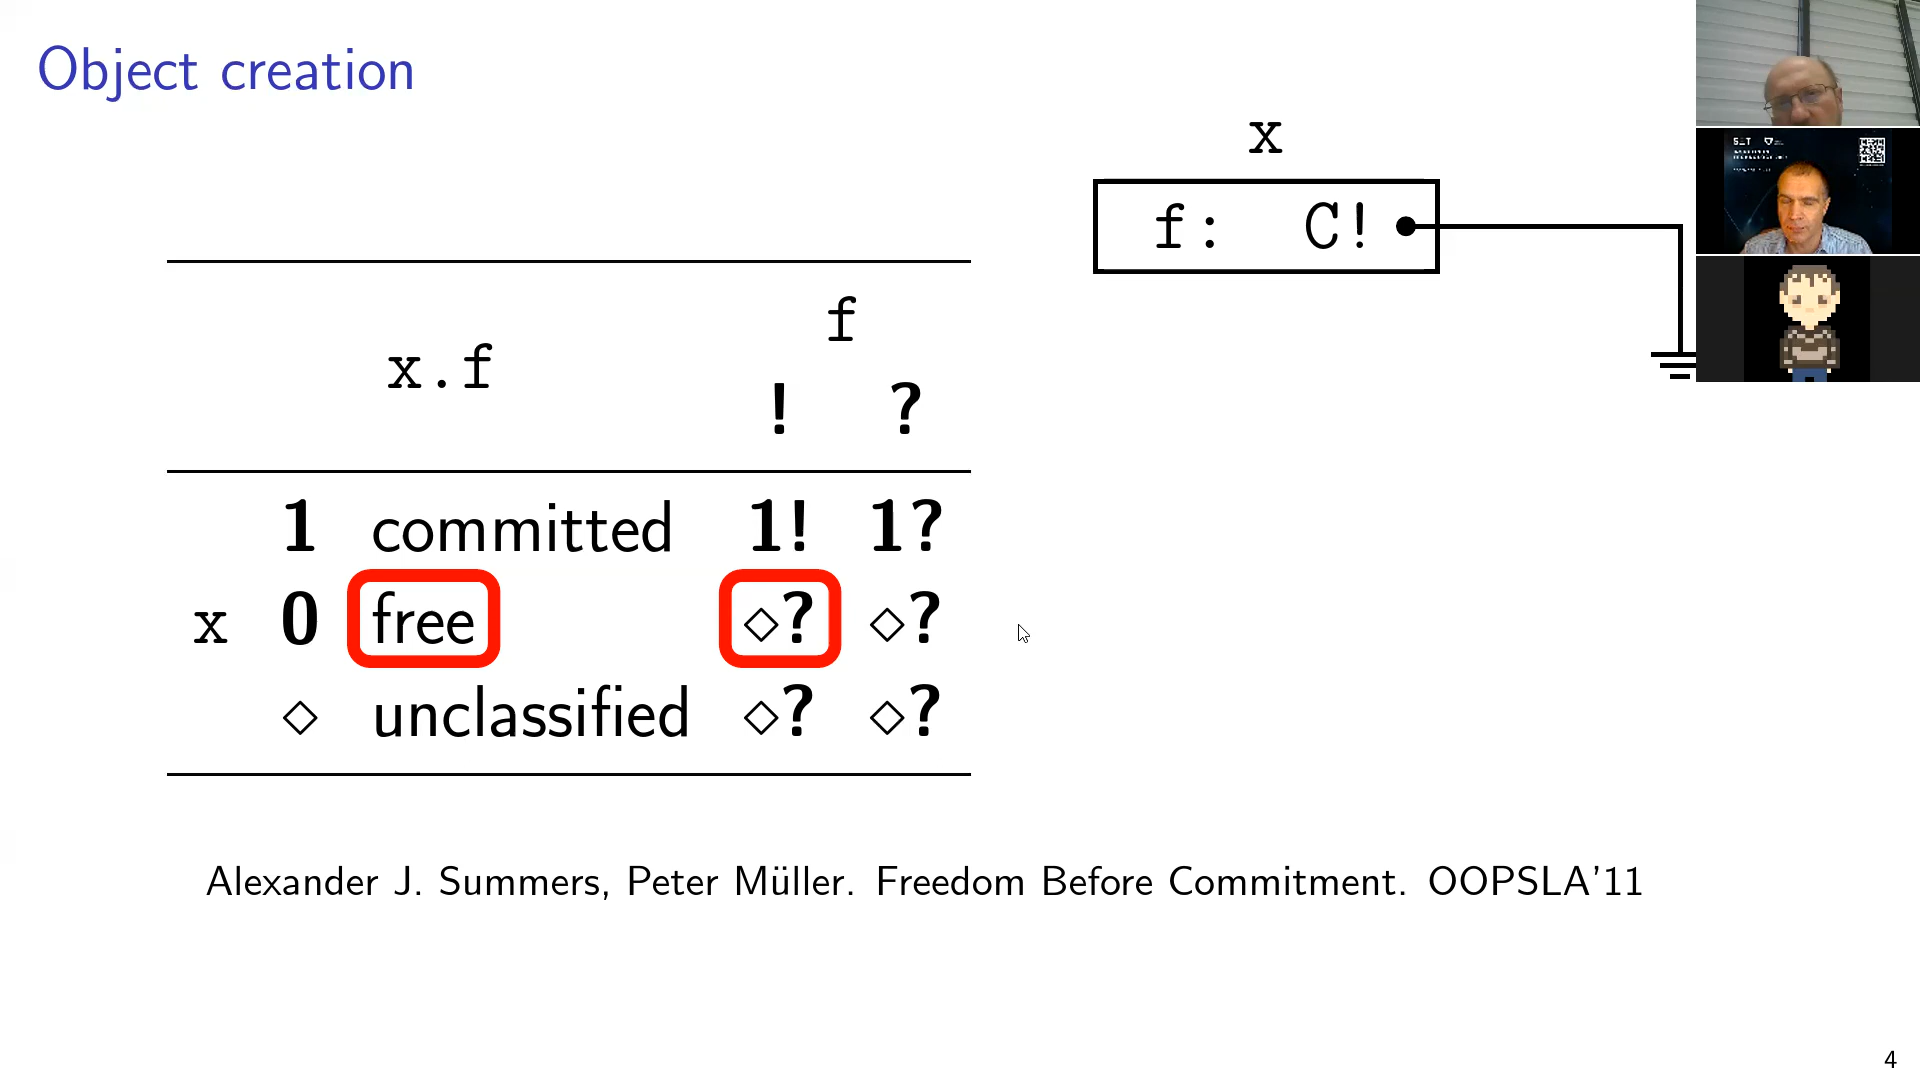 Object creation
x
f: C!
f
x.f
! ?
1 committed 1! 1?
x 0 free ◇? ◇?
◇ unclassified ◇? ◇?
Alexander J. Summers, Peter Müller. Freedom Before Commitment. OOPSLA'11
4